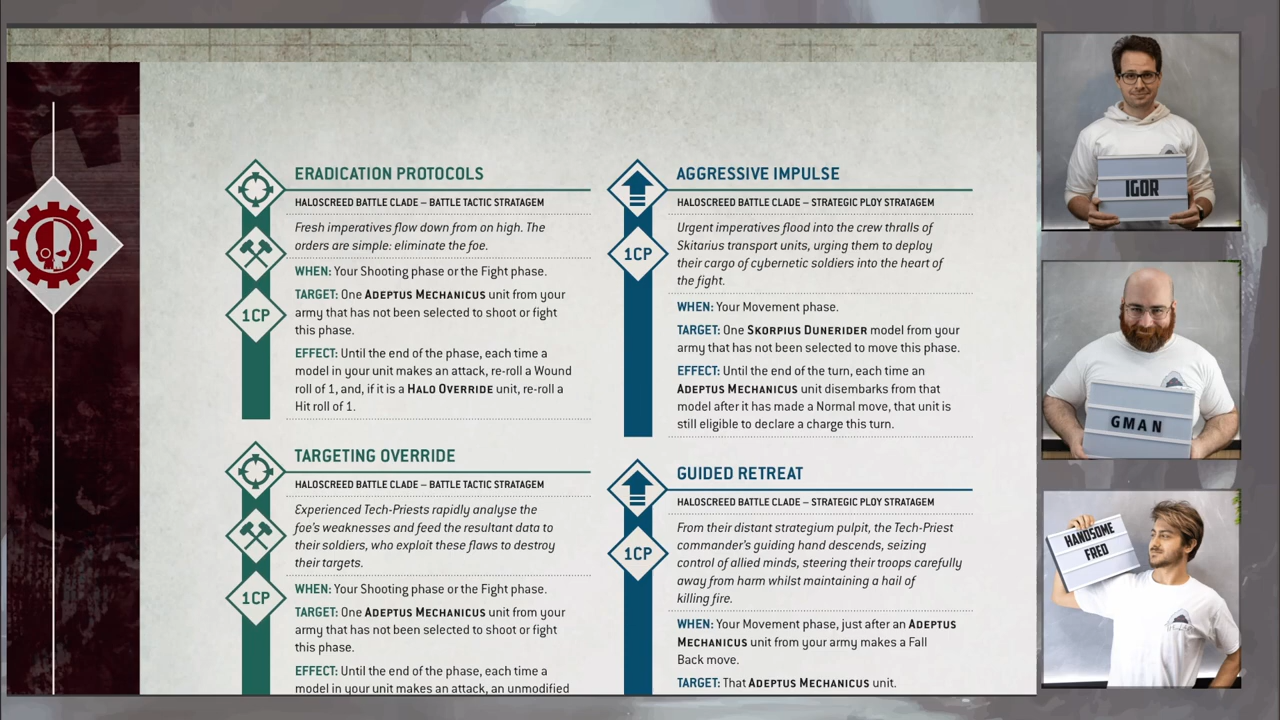 ERADICATION PROTOCOLS
HALOSCREED BATTLE CLADE – BATTLE TACTIC STRATAGEM
Fresh imperatives flow down from on high. The
orders are simple: eliminate the foe.
WHEN: Your Shooting phase or the Fight phase.
TARGET: One ADEPTUS MECHANICUS unit from your
army that has not been selected to shoot or fight
this phase.
EFFECT: Until the end of the phase, each time a
model in your unit makes an attack, re-roll a Wound
roll of 1, and, if it is a HALO OVERRIDE unit, re-roll a
Hit roll of 1.
1CP
TARGETING OVERRIDE
HALOSCREED BATTLE CLADE – BATTLE TACTIC STRATAGEM
Experienced Tech-Priests rapidly analyse the
foe's weaknesses and feed the resultant data to
their soldiers, who exploit these flaws to destroy
their targets.
WHEN: Your Shooting phase or the Fight phase.
TARGET: One ADEPTUS MECHANICUS unit from your
army that has not been selected to shoot or fight
this phase.
EFFECT: Until the end of the phase, each time a
model in your unit makes an attack, an unmodified
1CP
AGGRESSIVE IMPULSE
HALOSCREED BATTLE CLADE – STRATEGIC PLOY STRATAGEM
Urgent imperatives flood into the crew thralls of
Skitarius transport units, urging them to deploy
their cargo of cybernetic soldiers into the heart of
the fight.
WHEN: Your Movement phase.
TARGET: One SKORPIUS DUNERIDER model from your
army that has not been selected to move this phase.
EFFECT: Until the end of the turn, each time an
ADEPTUS MECHANICUS unit disembarks from that
model after it has made a Normal move, that unit is
still eligible to declare a charge this turn.
1CP
GUIDED RETREAT
HALOSCREED BATTLE CLADE – STRATEGIC PLOY STRATAGEM
From their distant strategium pulpit, the Tech-Priest
commander's guiding hand descends, seizing
control of allied minds, steering their troops carefully
away from harm whilst maintaining a hail of
killing fire.
WHEN: Your Movement phase, just after an ADEPTUS
MECHANICUS unit from your army makes a Fall
Back move.
TARGET: That ADEPTUS MECHANICUS unit.
1CP
IGOR
GMAN
HANDSOME
FRED